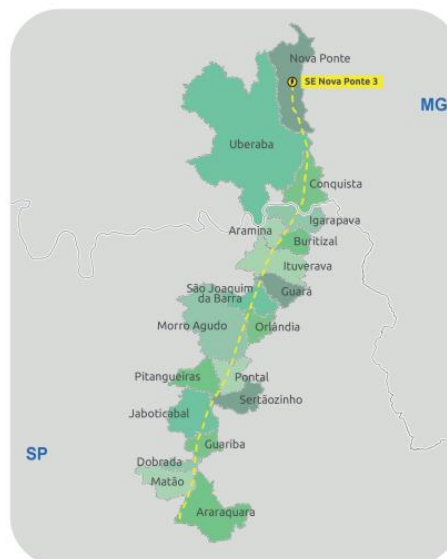 Nova Ponte
SE Nova Ponte 3
MG
Uberaba
Conquista
Igarapava
Aramina
Buritizal
Ituverava
São Joaquim
da Barra
Guará
Morro Agudo
Orlândia
Pitangueiras
Pontal
Sertãozinho
Jaboticabal
Guariba
SP
Dobrada
Matão
Araraquara